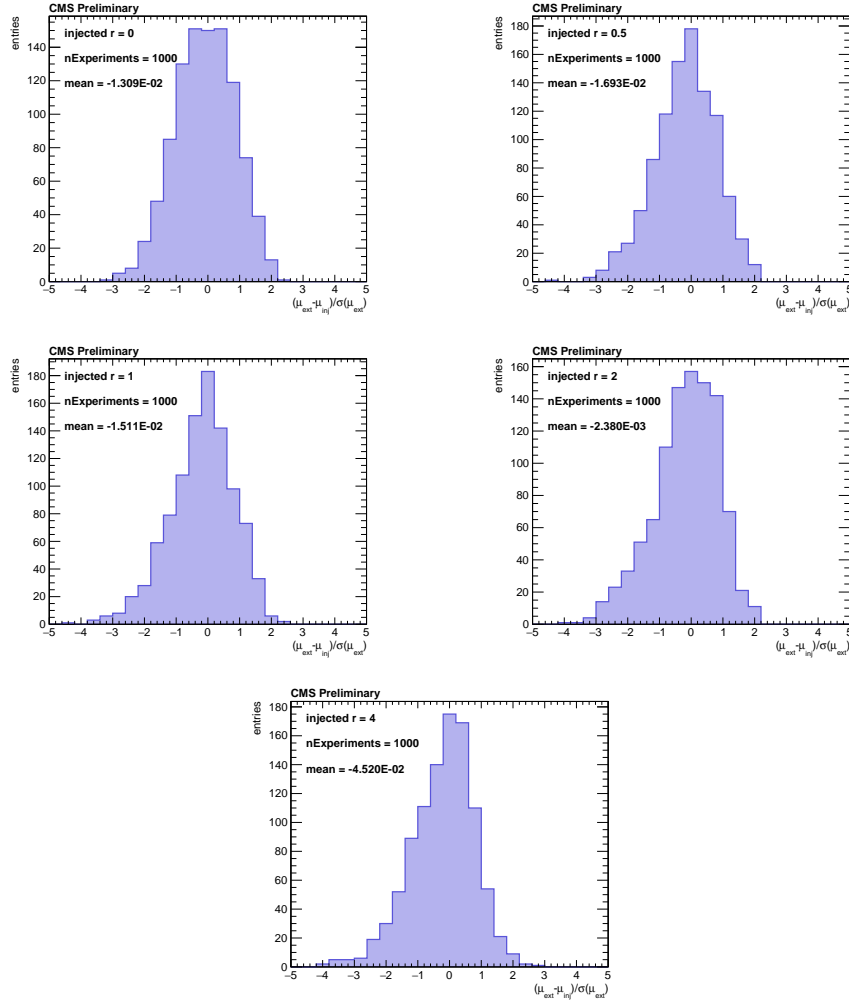 CMS Preliminary
entries
injected r = 0
nExperiments = 1000
mean = -1.309E-02
140
120
100
80
60
40
20
0
−5 −4 −3 −2 −1 0 1 2 3 4 5
(μext-μinj)/σ(μext)
CMS Preliminary
entries
injected r = 0.5
nExperiments = 1000
mean = -1.693E-02
180
160
140
120
100
80
60
40
20
0
−5 −4 −3 −2 −1 0 1 2 3 4 5
(μext-μinj)/σ(μext)
CMS Preliminary
entries
injected r = 1
nExperiments = 1000
mean = -1.511E-02
180
160
140
120
100
80
60
40
20
0
−5 −4 −3 −2 −1 0 1 2 3 4 5
(μext-μinj)/σ(μext)
CMS Preliminary
entries
injected r = 2
nExperiments = 1000
mean = -2.380E-03
160
140
120
100
80
60
40
20
0
−5 −4 −3 −2 −1 0 1 2 3 4 5
(μext-μinj)/σ(μext)
CMS Preliminary
entries
injected r = 4
nExperiments = 1000
mean = -4.520E-02
180
160
140
120
100
80
60
40
20
0
−5 −4 −3 −2 −1 0 1 2 3 4 5
(μext-μinj)/σ(μext)